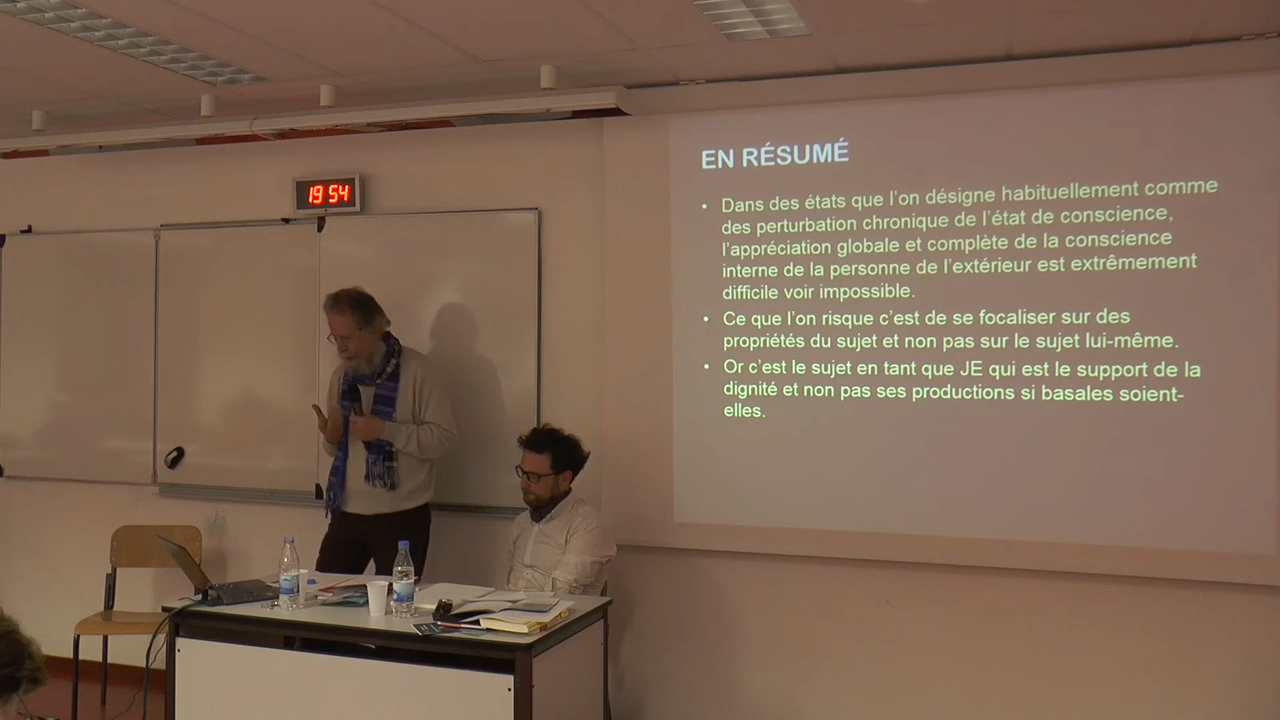 19 54
EN RÉSUMÉ
• Dans des états que l'on désigne habituellement comme
des perturbation chronique de l'état de conscience,
l'appréciation globale et complète de la conscience
interne de la personne de l'extérieur est extrêmement
difficile voir impossible.
• Ce que l'on risque c'est de se focaliser sur des
propriétés du sujet et non pas sur le sujet lui-même.
• Or c'est le sujet en tant que JE qui est le support de la
dignité et non pas ses productions si basales soient-
elles.